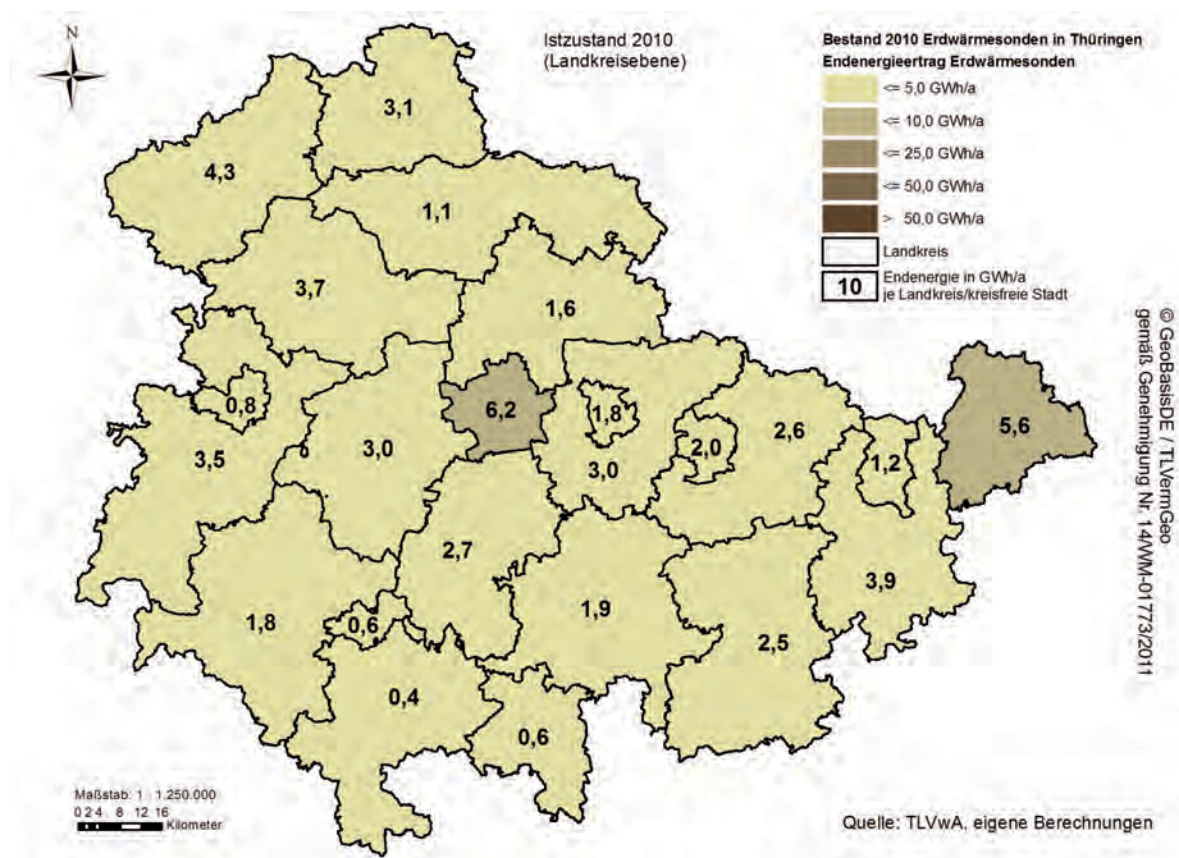 N
Istzustand 2010
(Landkreisebene)
Bestand 2010 Erdwärmesonden in Thüringen
Endenergieertrag Erdwärmesonden
<= 5,0 GWh/a
<= 10,0 GWh/a
<= 25,0 GWh/a
<= 50,0 GWh/a
> 50,0 GWh/a
Landkreis
10 Endenergie in GWh/a
je Landkreis/kreisfreie Stadt
3,1
4,3
1,1
3,7
1,6
0,8
6,2
1,8
5,6
3,5
3,0
3,0
2,0
2,6
1,2
2,7
3,9
1,8
0,6
1,9
2,5
0,4
0,6
© GeoBasisDE / TLVermGeo
gemäß Genehmigung Nr. 14/WM-01773/2011
Maßstab: 1 : 1.250.000
0 2 4 8 12 16
Kilometer
Quelle: TLVwA, eigene Berechnungen